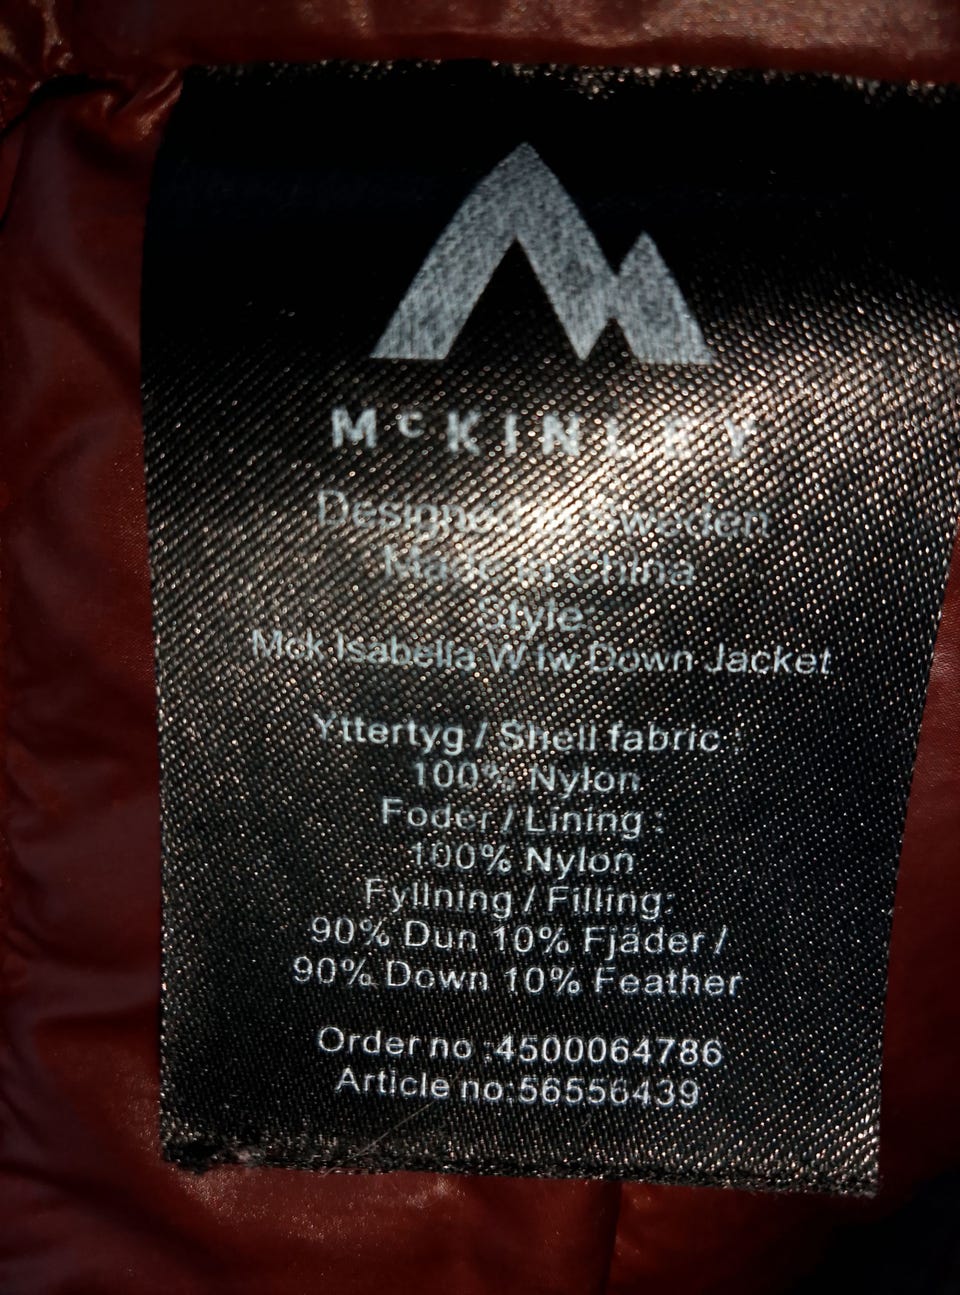 McKINLEY
Designed in Sweden
Made in China
Style:
Mck Isabella W lw Down Jacket
Yttertyg / Shell fabric :
100% Nylon
Foder / Lining :
100% Nylon
Fyllning / Filling:
90% Dun 10% Fjäder /
90% Down 10% Feather
Order no :4500064786
Article no:56556439